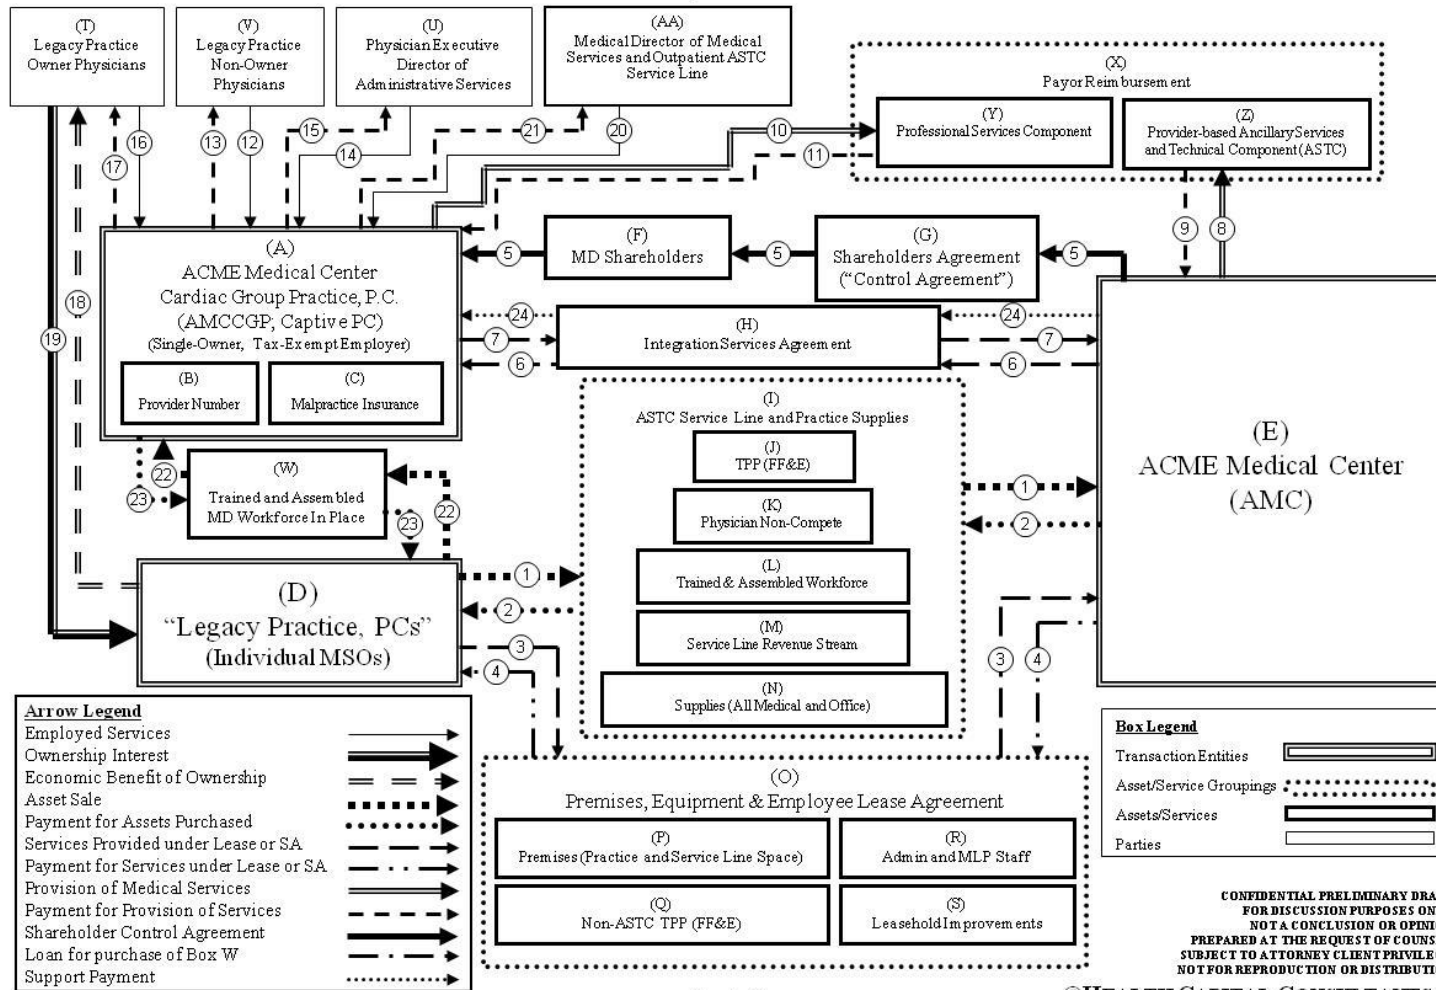 (T)
Legacy Practice
Owner Physicians
(V)
Legacy Practice
Non-Owner
Physicians
(U)
Physician Executive
Director of
Administrative Services
(AA)
Medical Director of Medical
Services and Outpatient ASTC
Service Line
(X)
Payor Reimbursement
(Y)
Professional Services Component
(Z)
Provider-based Ancillary Services
and Technical Component (ASTC)
17
16
13
12
15
14
21
20
10
11
9
8
18
19
(A)
ACME Medical Center
Cardiac Group Practice, P.C.
(AMCCGP; Captive PC)
(Single-Owner, Tax-Exempt Employer)
(B)
Provider Number
(C)
Malpractice Insurance
5
(F)
MD Shareholders
5
(G)
Shareholders Agreement
("Control Agreement")
5
24
7
6
(H)
Integration Services Agreement
24
7
6
(E)
ACME Medical Center
(AMC)
22
23
(W)
Trained and Assembled
MD Workforce In Place
22
23
(I)
ASTC Service Line and Practice Supplies
(J)
TPP (FF&E)
(K)
Physician Non-Compete
(L)
Trained & Assembled Workforce
(M)
Service Line Revenue Stream
(N)
Supplies (All Medical and Office)
1
2
(D)
“Legacy Practice, PCs”
(Individual MSOs)
1
2
3
4
3
4
(O)
Premises, Equipment & Employee Lease Agreement
(P)
Premises (Practice and Service Line Space)
(R)
Admin and MLP Staff
(Q)
Non-ASTC TPP (FF&E)
(S)
Leasehold Improvements
Arrow Legend
Employed Services
Ownership Interest
Economic Benefit of Ownership
Asset Sale
Payment for Assets Purchased
Services Provided under Lease or SA
Payment for Services under Lease or SA
Provision of Medical Services
Payment for Provision of Services
Shareholder Control Agreement
Loan for purchase of Box W
Support Payment
Box Legend
Transaction Entities
Asset/Service Groupings
Assets/Services
Parties
CONFIDENTIAL PRELIMINARY DRA
FOR DISCUSSION PURPOSES ON
NOT A CONCLUSION OR OPINI
PREPARED AT THE REQUEST OF COUNS
SUBJECT TO ATTORNEY CLIENT PRIVILE
NOT FOR REPRODUCTION OR DISTRIBUTI